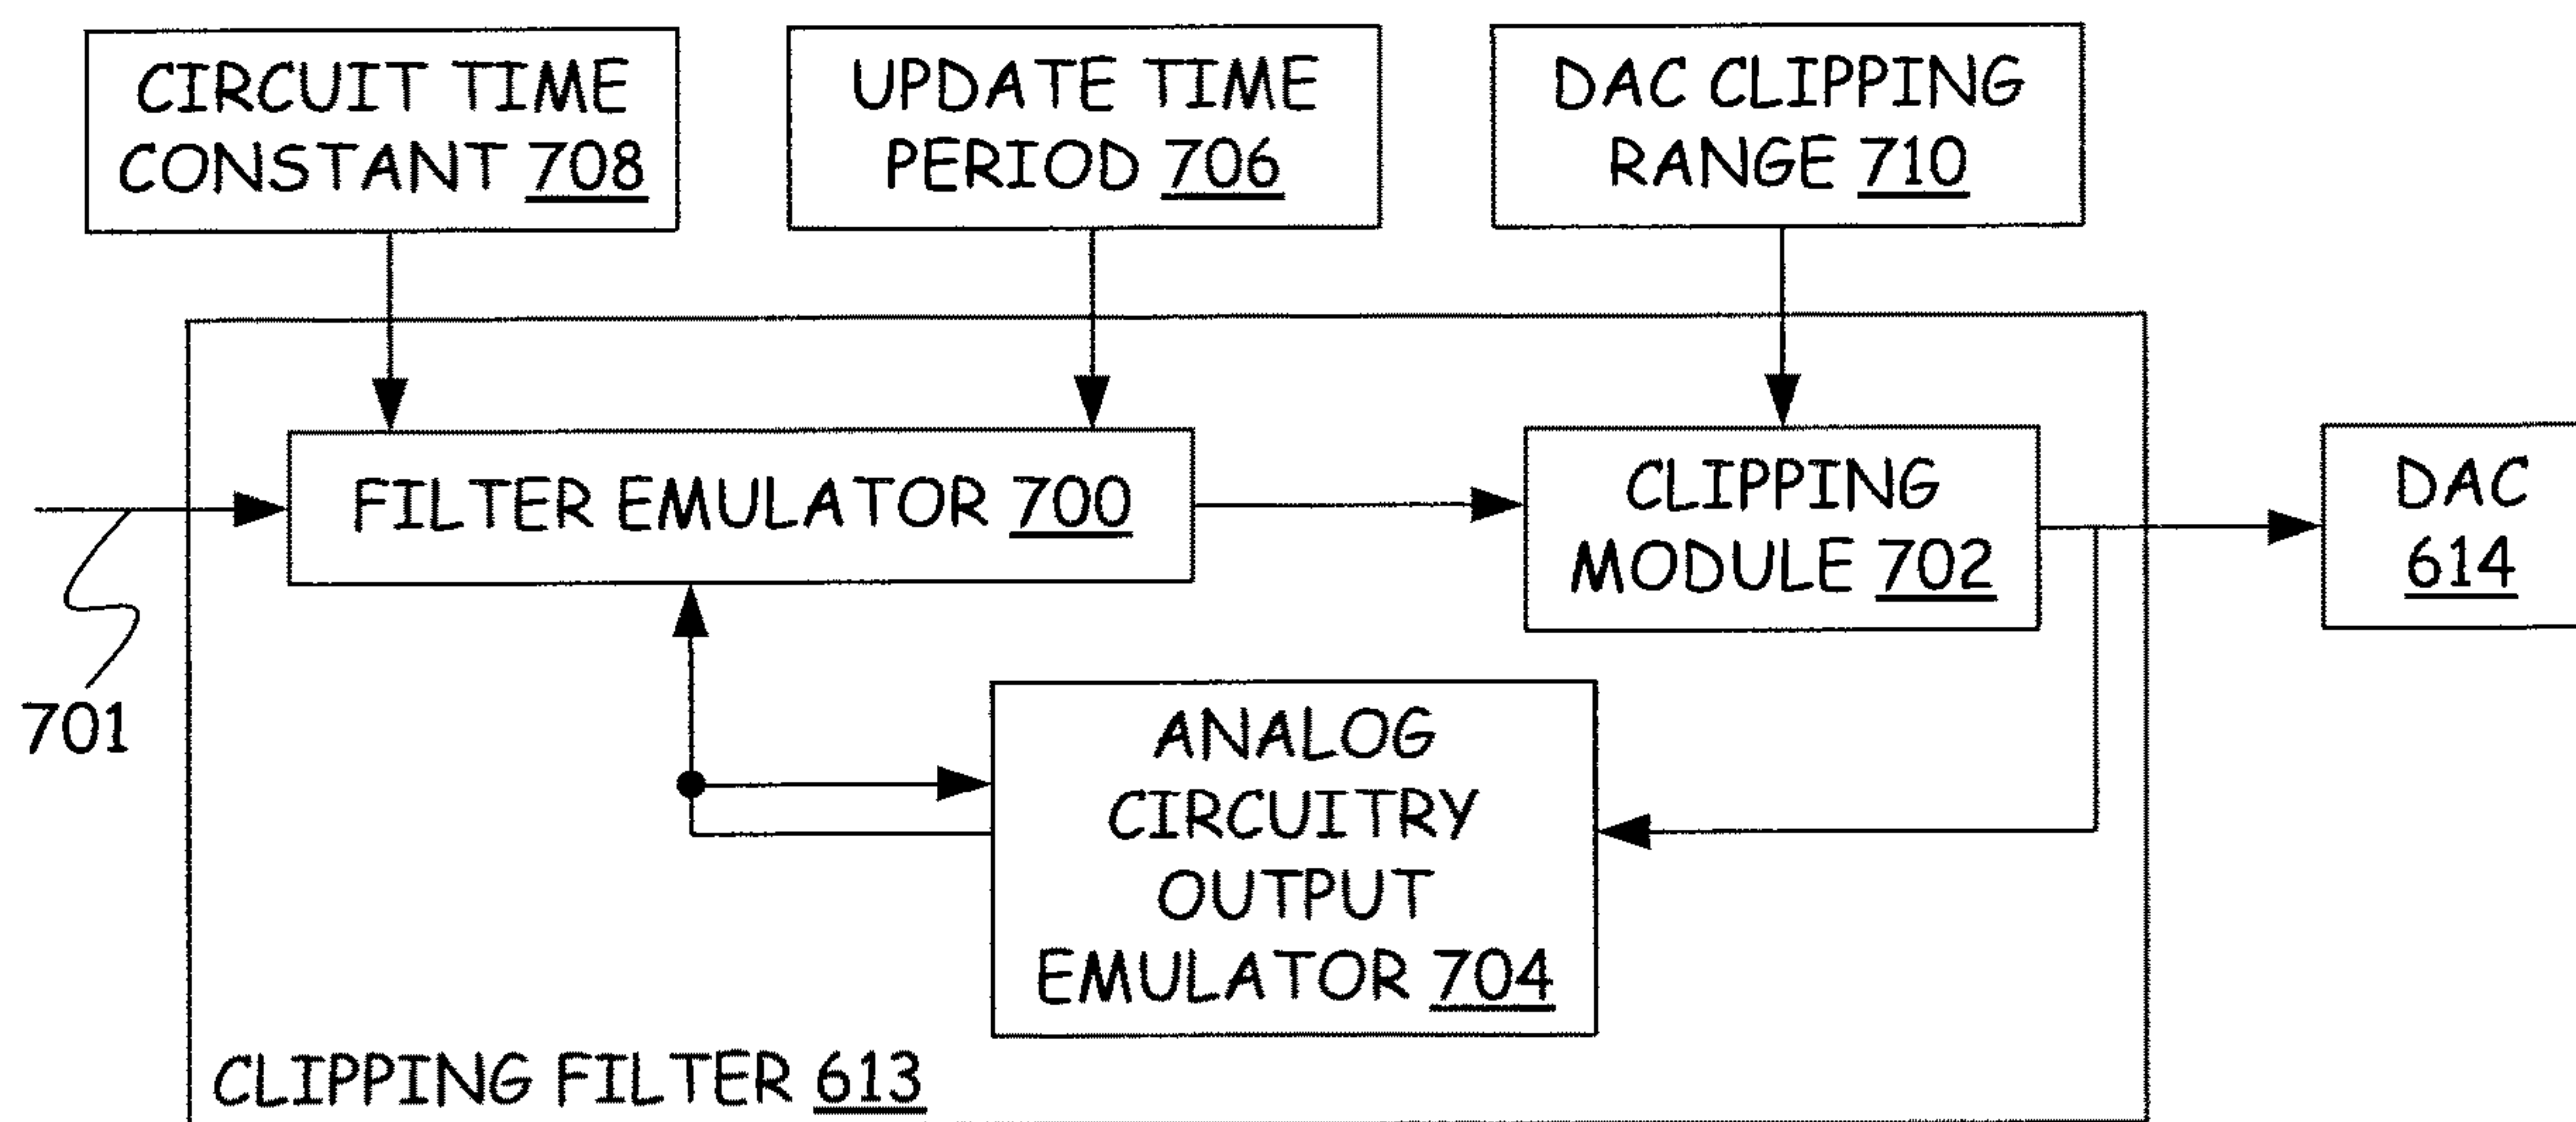 CIRCUIT TIME
CONSTANT 708
UPDATE TIME
PERIOD 706
DAC CLIPPING
RANGE 710
FILTER EMULATOR 700
CLIPPING
MODULE 702
DAC
614
701
ANALOG
CIRCUITRY
OUTPUT
EMULATOR 704
CLIPPING FILTER 613